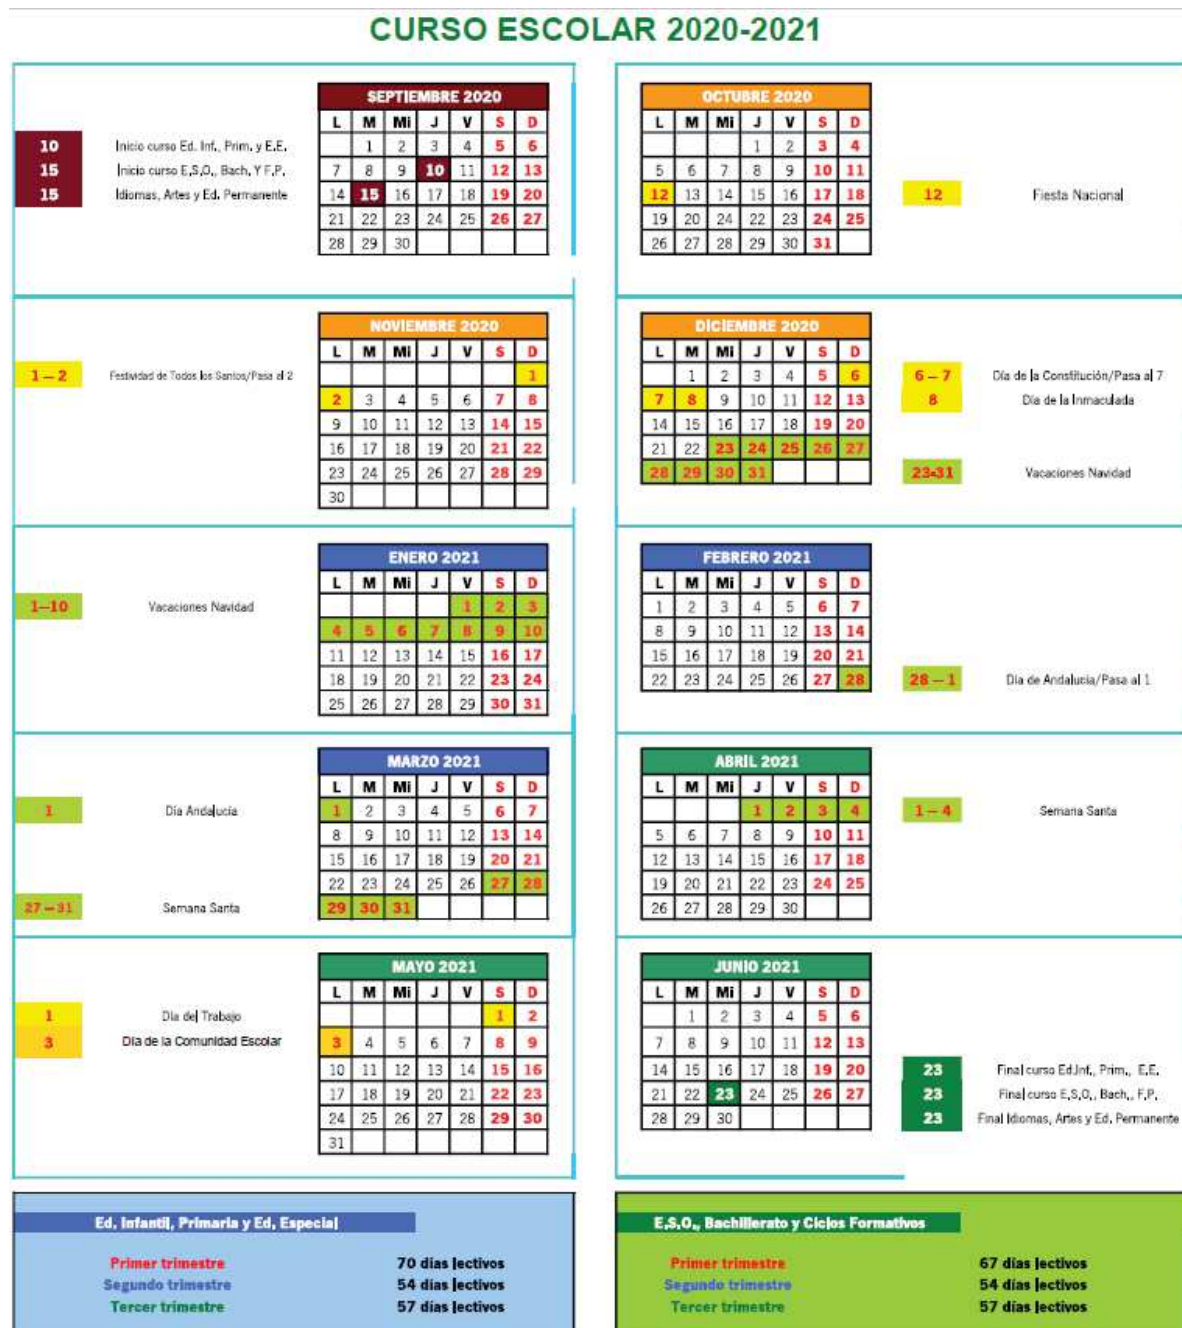 CURSO ESCOLAR 2020-2021
SEPTIEMBRE 2020
L M Mi J V S D
1 2 3 4 5 6
7 8 9 10 11 12 13
14 15 16 17 18 19 20
21 22 23 24 25 26 27
28 29 30
10 Inicio curso Ed. Inf., Prim. y E.E.
15 Inicio curso E.S.O., Bach. Y F.P.
15 Idiomas, Artes y Ed. Permanente
OCTUBRE 2020
L M Mi J V S D
1 2 3 4
5 6 7 8 9 10 11
12 13 14 15 16 17 18
19 20 24 22 23 24 25
26 27 28 29 30 31
12 Fiesta Nacional
NOVIEMBRE 2020
L M Mi J V S D
1
2 3 4 5 6 7 8
9 10 11 12 13 14 15
16 17 18 19 20 21 22
23 24 25 26 27 28 29
30
1 – 2 Festividad de Todos los Santos/Pasa al 2
DICIEMBRE 2020
L M Mi J V S D
1 2 3 4 5 6
7 8 9 10 11 12 13
14 15 16 17 18 19 20
21 22 23 24 25 26 27
28 29 30 31
6 – 7 Día de la Constitución/Pasa al 7
8 Día de la Inmaculada
23-31 Vacaciones Navidad
ENERO 2021
L M Mi J V S D
1 2 3
4 5 6 7 8 9 10
11 12 13 14 15 16 17
18 19 20 21 22 23 24
25 26 27 28 29 30 31
1–10 Vacaciones Navidad
FEBRERO 2021
L M Mi J V S D
1 2 3 4 5 6 7
8 9 10 11 12 13 14
15 16 17 18 19 20 21
22 23 24 25 26 27 28
28 – 1 Día de Andalucía/Pasa al 1
MARZO 2021
L M Mi J V S D
1 2 3 4 5 6 7
8 9 10 11 12 13 14
15 16 17 18 19 20 21
22 23 24 25 26 27 28
29 30 31
1 Día Andalucía
27 – 31 Semana Santa
ABRIL 2021
L M Mi J V S D
1 2 3 4
5 6 7 8 9 10 11
12 13 14 15 16 17 18
19 20 21 22 23 24 25
26 27 28 29 30
1 – 4 Semana Santa
MAYO 2021
L M Mi J V S D
1 2
3 4 5 6 7 8 9
10 11 12 13 14 15 16
17 18 19 20 21 22 23
24 25 26 27 28 29 30
31
1 Día del Trabajo
3 Día de la Comunidad Escolar
JUNIO 2021
L M Mi J V S D
1 2 3 4 5 6
7 8 9 10 11 12 13
14 15 16 17 18 19 20
21 22 23 24 25 26 27
28 29 30
23 Final curso Ed.Inf., Prim., E.E.
23 Final curso E.S.O., Bach., F.P.
23 Final Idiomas, Artes y Ed. Permanente
Ed. Infantil, Primaria y Ed. Especial
Primer trimestre 70 días lectivos
Segundo trimestre 54 días lectivos
Tercer trimestre 57 días lectivos
E.S.O., Bachillerato y Ciclos Formativos
Primer trimestre 67 días lectivos
Segundo trimestre 54 días lectivos
Tercer trimestre 57 días lectivos